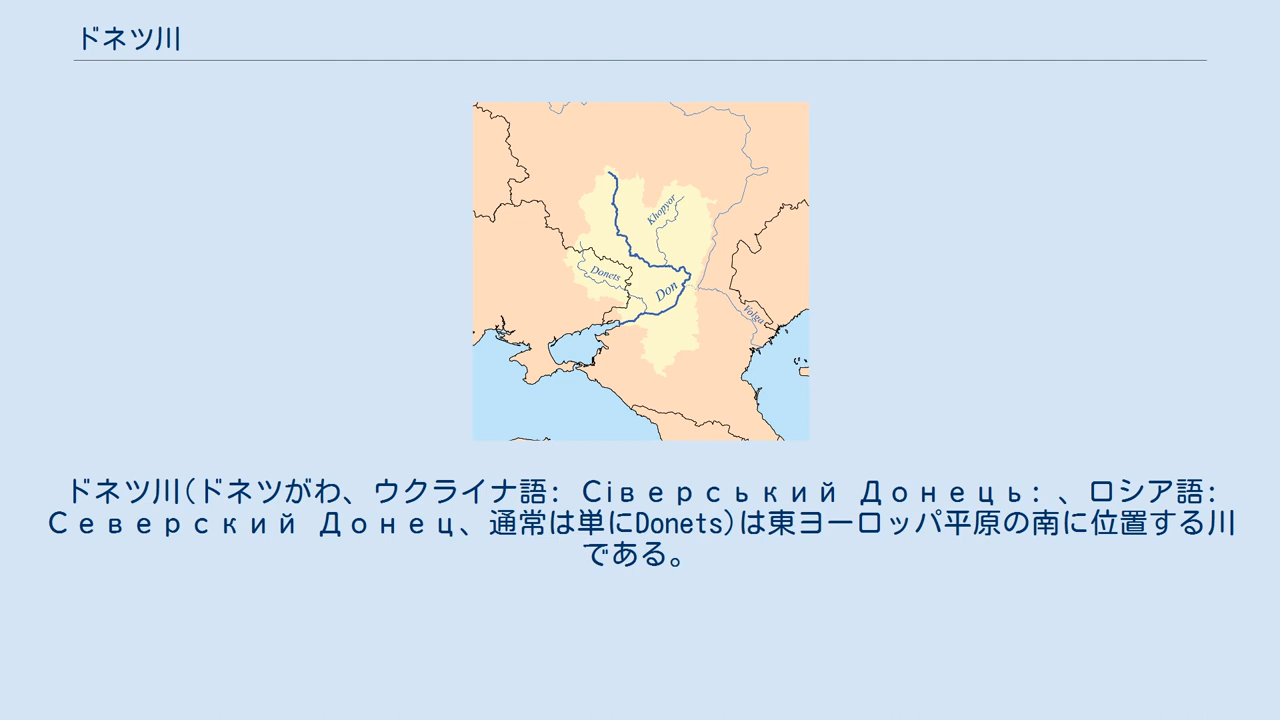 ドネツ川
Khopyor
Donets
Don
Volga
ドネツ川(ドネツがわ、ウクライナ語: Сіверський Донець: 、ロシア語:
Северский Донец、通常は単にDonets)は東ヨーロッパ平原の南に位置する川
である。